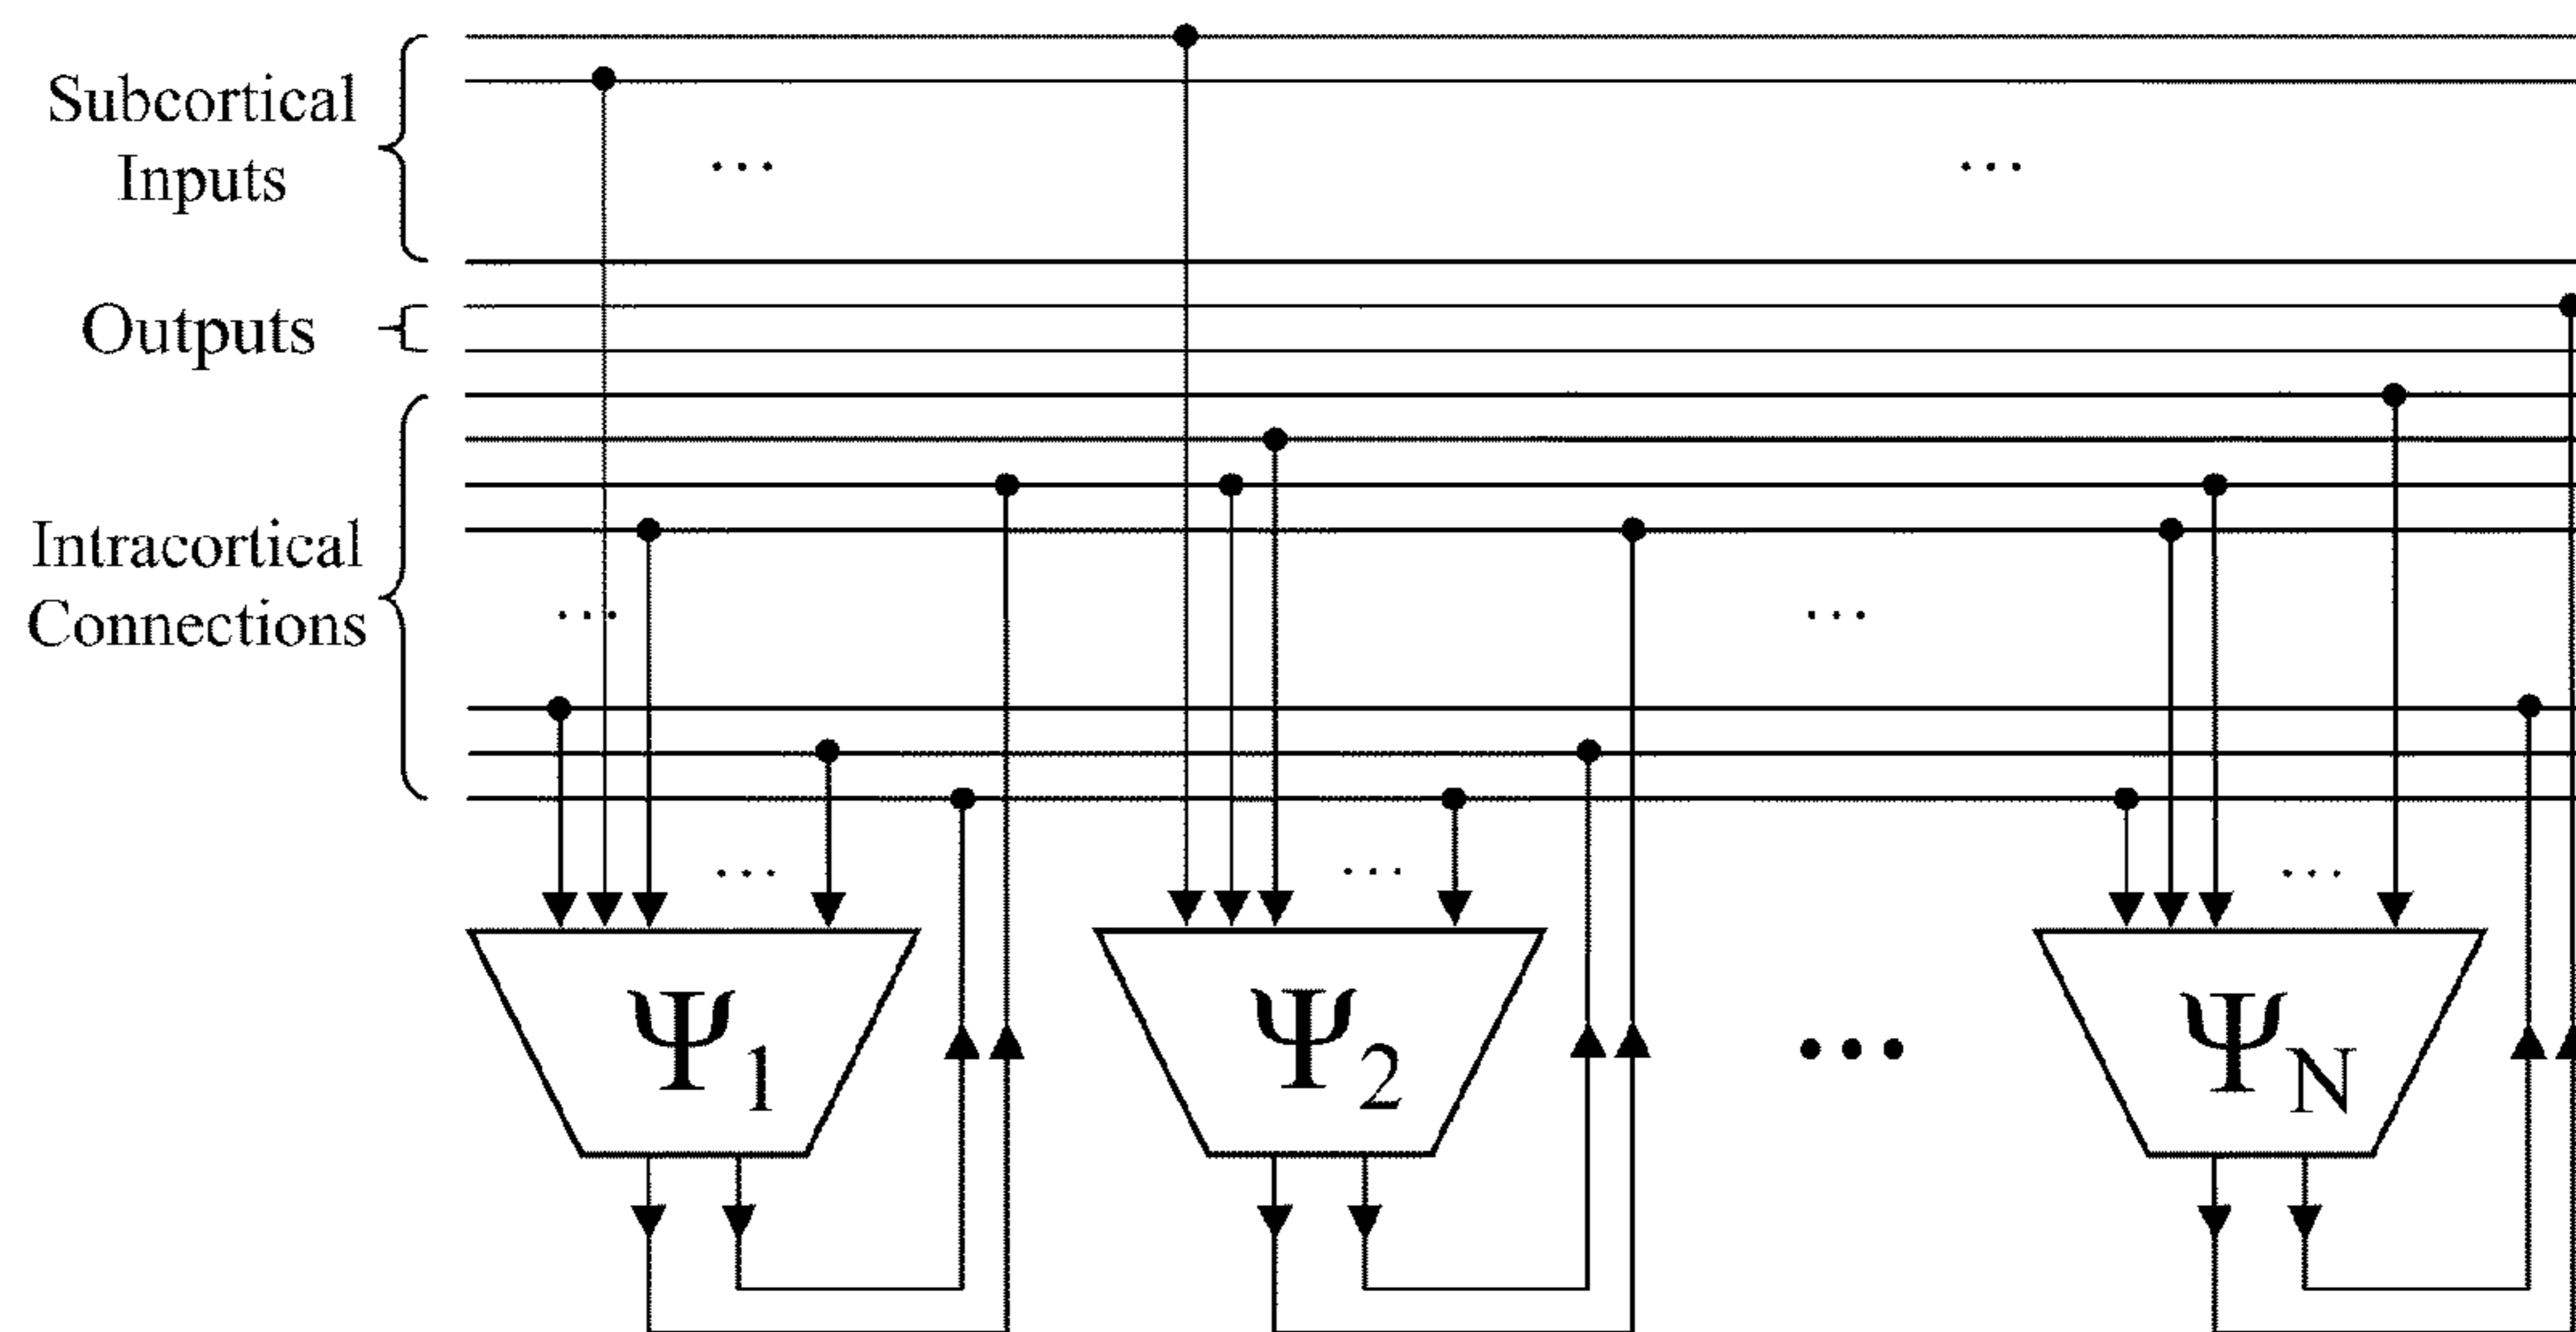 Subcortical
Inputs
...
...
Outputs
Intracortical
Connections
...
...
...
...
...
Ψ1
Ψ2
...
ΨN